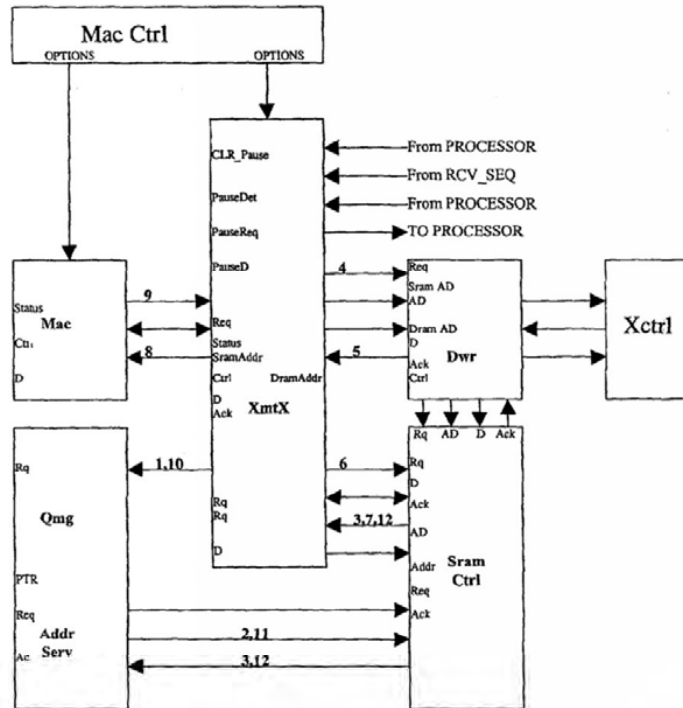 Mac Ctrl
OPTIONS OPTIONS
CLR_Pause
From PROCESSOR
From RCV_SEQ
PauseDet
From PROCESSOR
PauseReq
TO PROCESSOR
PauseD
4
Req
Sram AD
AD
9
Status
Mac
Req
Dram AD
Xctrl
Status
D
8
SramAddr
5
Dwr
Ack
Ctrl
DramAddr
Ctrl
D
D
XmtX
Ack
Rq AD D Ack
Rq
1,10
6
Rq
D
Qmg
Rq
Ack
Rq
3,7,12
AD
D
Sram
Ctrl
Addr
PTR
Req
Req
Ack
Addr
Serv
2,11
3,12